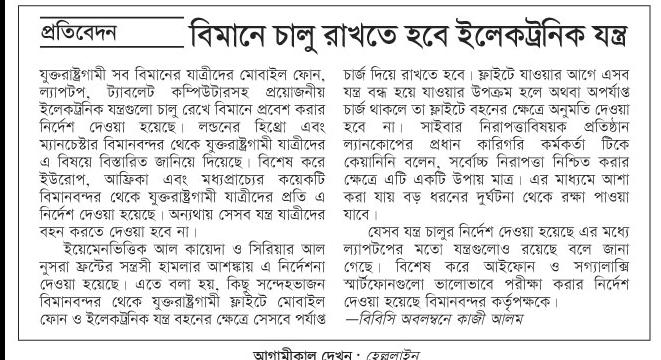 প্রতিবেদন
বিমানে চালু রাখতে হবে ইলেকট্রনিক যন্ত্র
যুক্তরাষ্ট্রগামী সব বিমানের যাত্রীদের মোবাইল ফোন,
ল্যাপটপ, ট্যাবলেট কম্পিউটারসহ প্রয়োজনীয়
ইলেকট্রনিক যন্ত্রগুলো চালু রেখে বিমানে প্রবেশ করার
নির্দেশ দেওয়া হয়েছে। লন্ডনের হিথ্রো এবং
ম্যানচেষ্টার বিমানবন্দর থেকে যুক্তরাষ্ট্রগামী যাত্রীদের
এ বিষয়ে বিস্তারিত জানিয়ে দিয়েছে। বিশেষ করে
ইউরোপ, আফ্রিকা এবং মধ্যপ্রাচ্যের কয়েকটি
বিমানবন্দর থেকে যুক্তরাষ্ট্রগামী যাত্রীদের প্রতি এ
নির্দেশ দেওয়া হয়েছে। অন্যথায় সেসব যন্ত্র যাত্রীদের
বহন করতে দেওয়া হবে না।
ইয়েমেনভিত্তিক আল কায়েদা ও সিরিয়ার আল
নুসরা ফ্রন্টের সন্ত্রসী হামলার আশঙ্কায় এ নির্দেশনা
দেওয়া হয়েছে। এতে বলা হয়, কিছু সন্দেহভাজন
বিমানবন্দর থেকে যুক্তরাষ্ট্রগামী ফ্লাইটে মোবাইল
ফোন ও ইলেকট্রনিক যন্ত্র বহনের ক্ষেত্রে সেসবে পর্যাপ্ত
চার্জ দিয়ে রাখতে হবে। ফ্লাইটে যাওয়ার আগে এসব
যন্ত্র বন্ধ হয়ে যাওয়ার উপক্রম হলে অথবা অপর্যাপ্ত
চার্জ থাকলে তা ফ্লাইটে বহনের ক্ষেত্রে অনুমতি দেওয়া
হবে না। সাইবার নিরাপত্তাবিষয়ক প্রতিষ্ঠান
ল্যানকোপের প্রধান কারিগরি কর্মকর্তা টিকে
কেয়ানিনি বলেন, সর্বোচ্চ নিরাপত্তা নিশ্চিত করার
ক্ষেত্রে এটি একটি উপায় মাত্র। এর মাধ্যমে আশা
করা যায় বড় ধরনের দুর্ঘটনা থেকে রক্ষা পাওয়া
যাবে।
যেসব যন্ত্র চালুর নির্দেশ দেওয়া হয়েছে এর মধ্যে
ল্যাপটপের মতো যন্ত্রগুলোও রয়েছে বলে জানা
গেছে। বিশেষ করে আইফোন ও সগ্যালাক্সি
স্মার্টফোনগুলো ভালোভাবে পরীক্ষা করার নির্দেশ
দেওয়া হয়েছে বিমানবন্দর কর্তৃপক্ষকে।
—বিবিসি অবলম্বনে কাজী আলম
আগামীকাল দেখুন : হেল্পলাইন